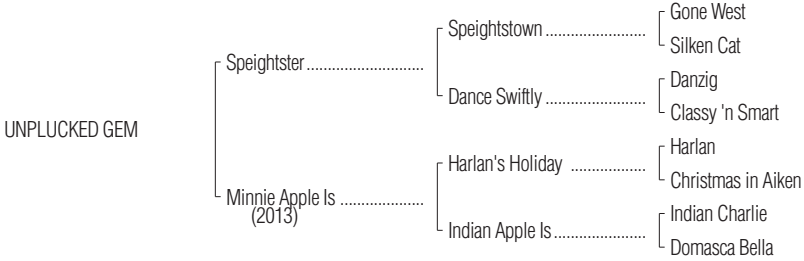 Gone West
Speightstown ........................
Silken Cat
Speightster............................
Danzig
Dance Swiftly ........................
Classy 'n Smart
UNPLUCKED GEM
Harlan
Harlan's Holiday ..................
Christmas in Aiken
Minnie Apple Is ....................
(2013)
Indian Charlie
Indian Apple Is......................
Domasca Bella